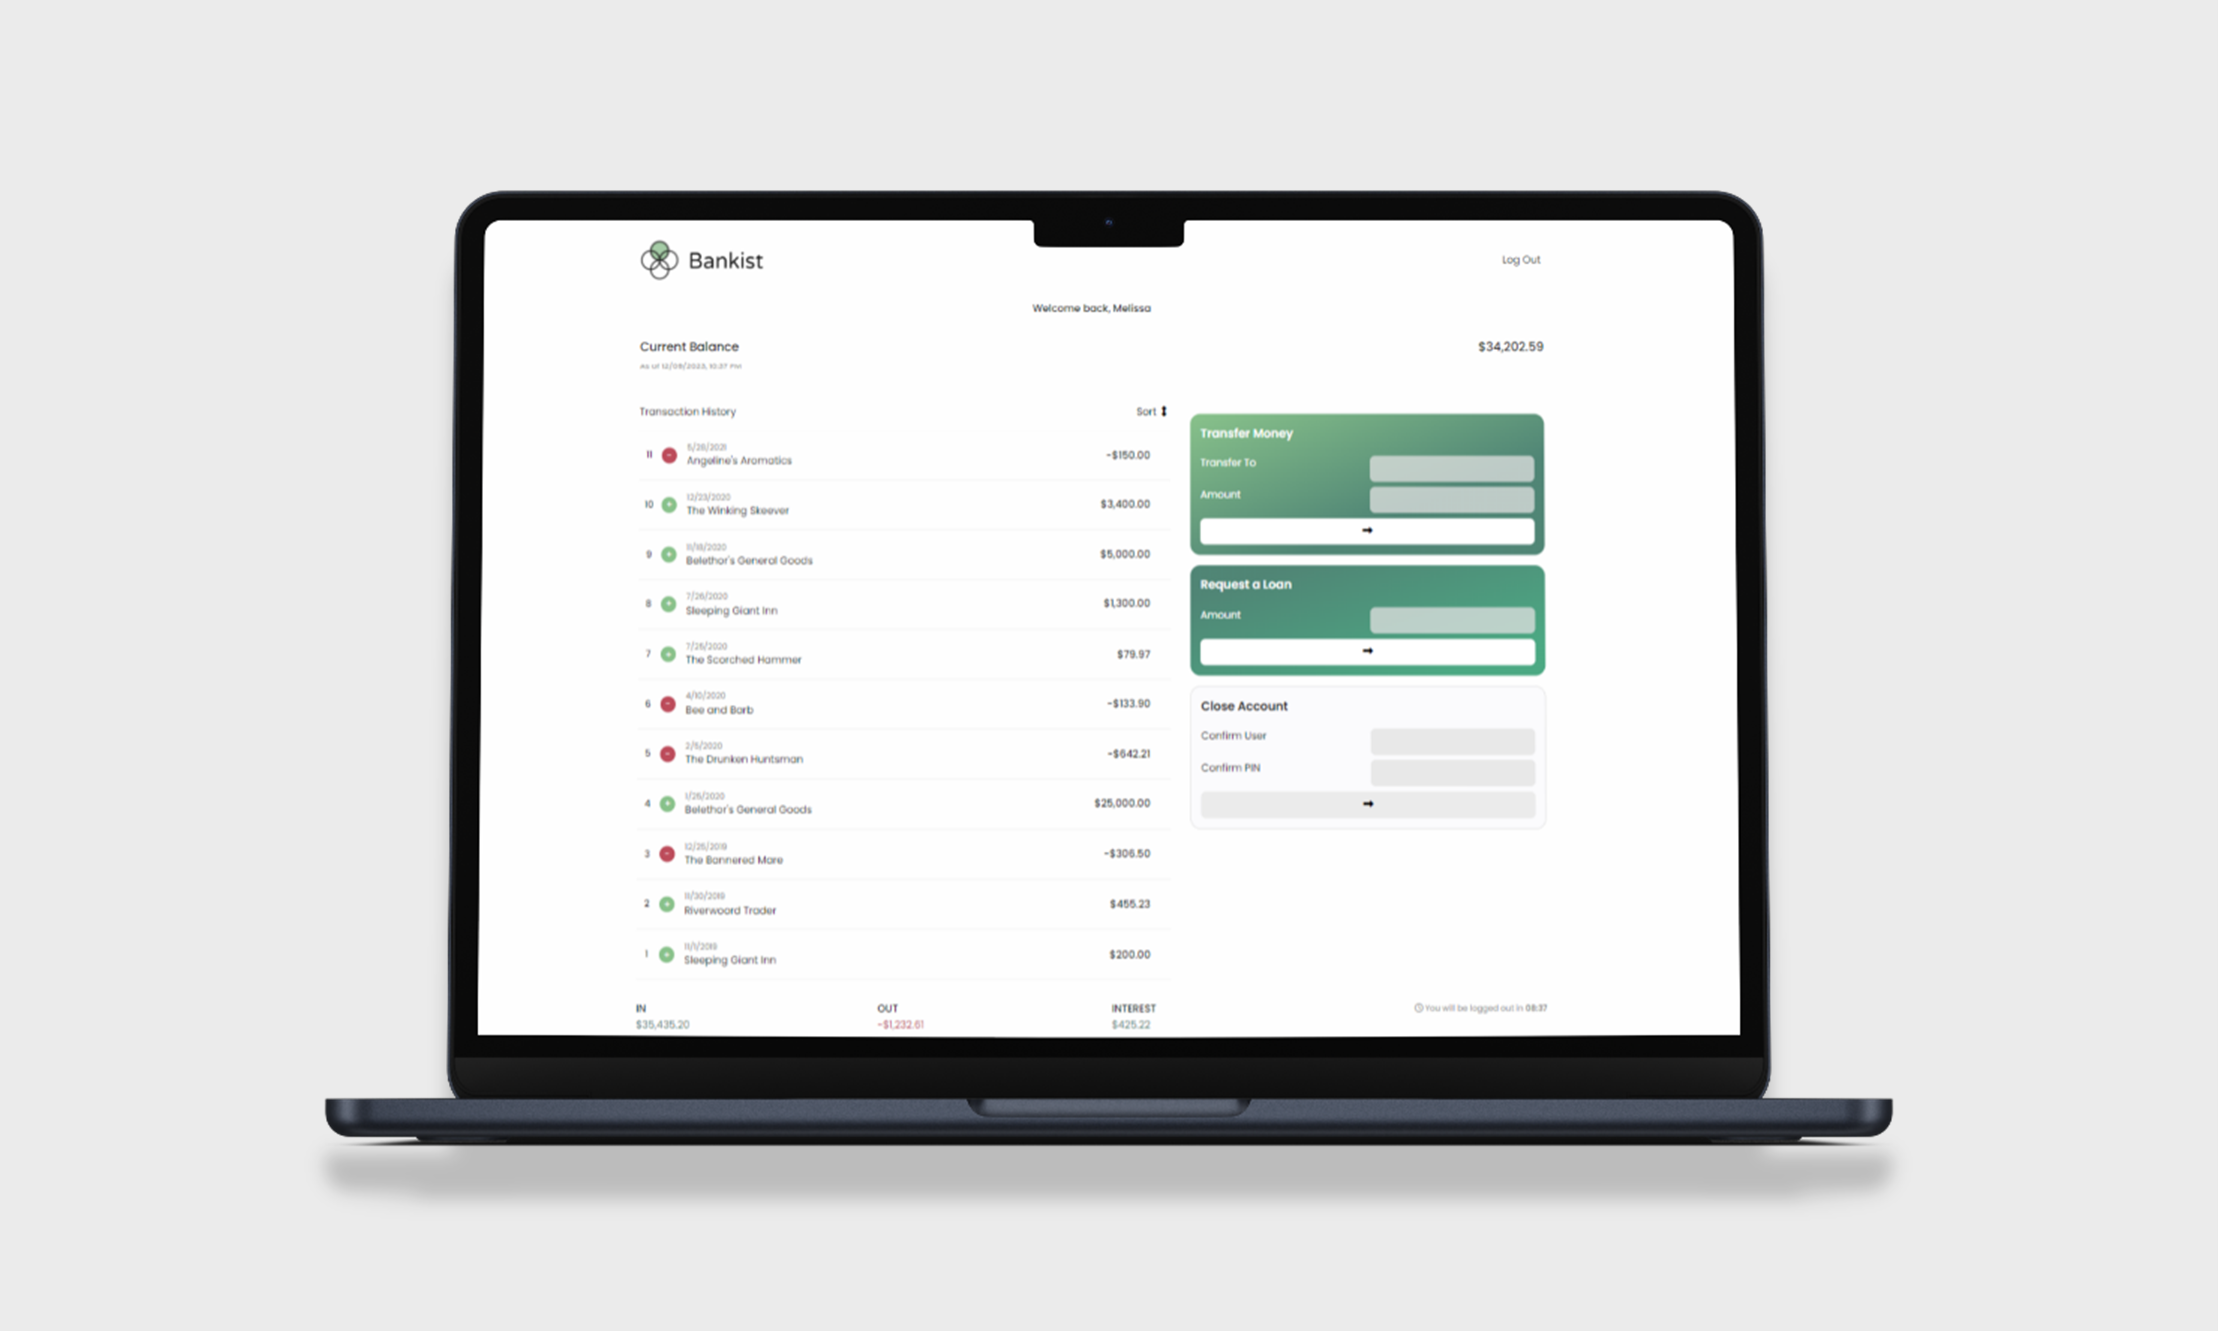 Bankist
Log Out
Welcome back, Melissa
Current Balance
$34,202.59
As of 12/09/2023, 10:37 PM
Transaction History
Sort
11
5/28/2021
Angeline's Aromatics
-$150.00
10
12/23/2020
The Winking Skeever
$3,400.00
9
11/18/2020
Belethor's General Goods
$5,000.00
8
7/26/2020
Sleeping Giant Inn
$1,300.00
7
7/25/2020
The Scorched Hammer
$79.97
6
4/10/2020
Bee and Barb
-$133.90
5
2/5/2020
The Drunken Huntsman
-$642.21
4
1/25/2020
Belethor's General Goods
$25,000.00
3
12/25/2019
The Bannered Mare
-$306.50
2
11/30/2019
Riverwoord Trader
$455.23
1
11/1/2019
Sleeping Giant Inn
$200.00
Transfer Money
Transfer To
Amount
Request a Loan
Amount
Close Account
Confirm User
Confirm PIN
IN
$35,435.20
OUT
-$1,232.61
INTEREST
$425.22
You will be logged out in 08:37